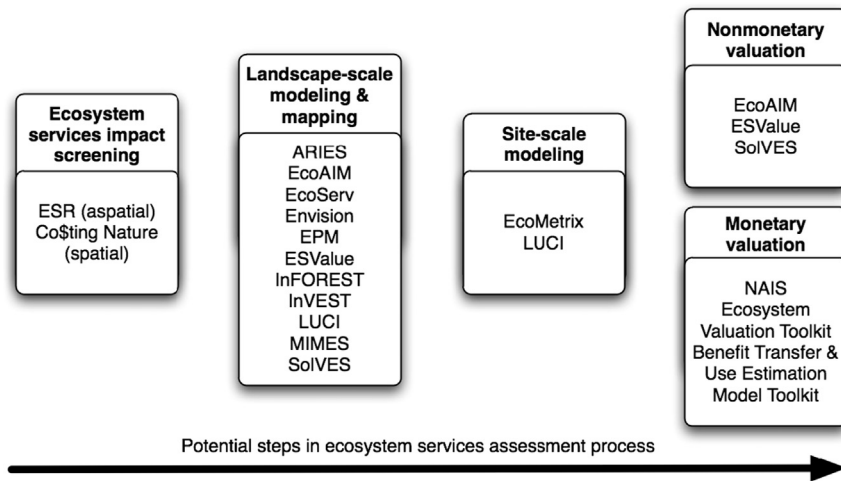 Ecosystem
services impact
screening
ESR (aspatial)
Co$ting Nature
(spatial)
Landscape-scale
modeling &
mapping
ARIES
EcoAIM
EcoServ
Envision
EPM
ESValue
InFOREST
InVEST
LUCI
MIMES
SolVES
Site-scale
modeling
EcoMetrix
LUCI
Nonmonetary
valuation
EcoAIM
ESValue
SolVES
Monetary
valuation
NAIS
Ecosystem
Valuation Toolkit
Benefit Transfer &
Use Estimation
Model Toolkit
Potential steps in ecosystem services assessment process